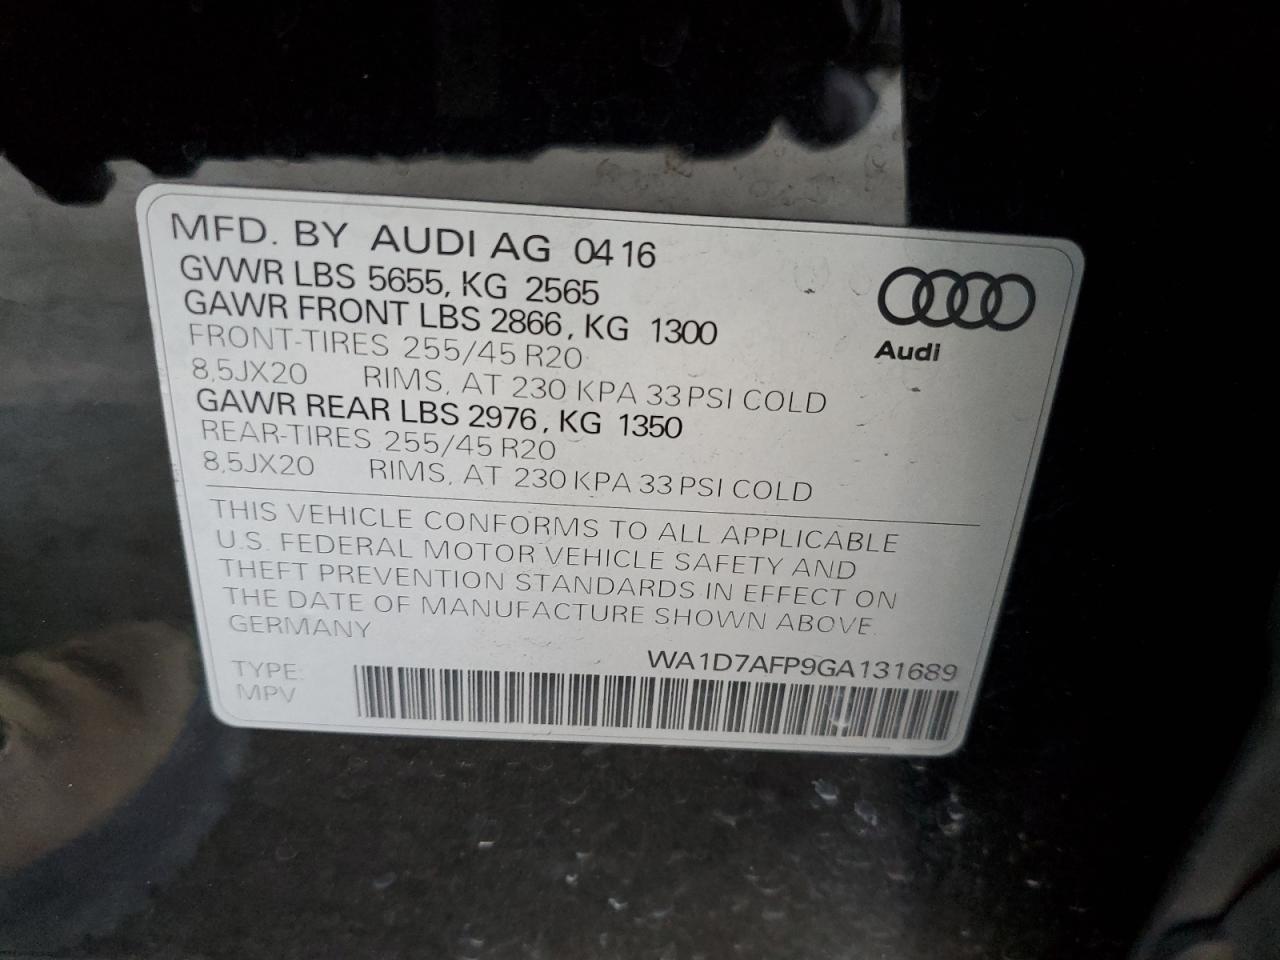 MFD. BY AUDI AG 04 16
GVWR LBS 5655, KG 2565
GAWR FRONT LBS 2866, KG 1300
FRONT-TIRES 255/45 R20
8,5JX20 RIMS, AT 230 KPA 33 PSI COLD
GAWR REAR LBS 2976, KG 1350
REAR-TIRES 255/45 R20
8,5JX20 RIMS, AT 230 KPA 33 PSI COLD
Audi
THIS VEHICLE CONFORMS TO ALL APPLICABLE
U.S. FEDERAL MOTOR VEHICLE SAFETY AND
THEFT PREVENTION STANDARDS IN EFFECT ON
THE DATE OF MANUFACTURE SHOWN ABOVE.
GERMANY
WA1D7AFP9GA131689
TYPE:
MPV